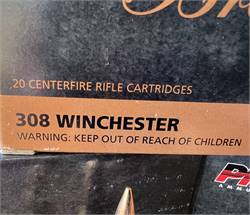 20 CENTERFIRE RIFLE CARTRIDGES
308 WINCHESTER
WARNING: KEEP OUT OF REACH OF CHILDREN